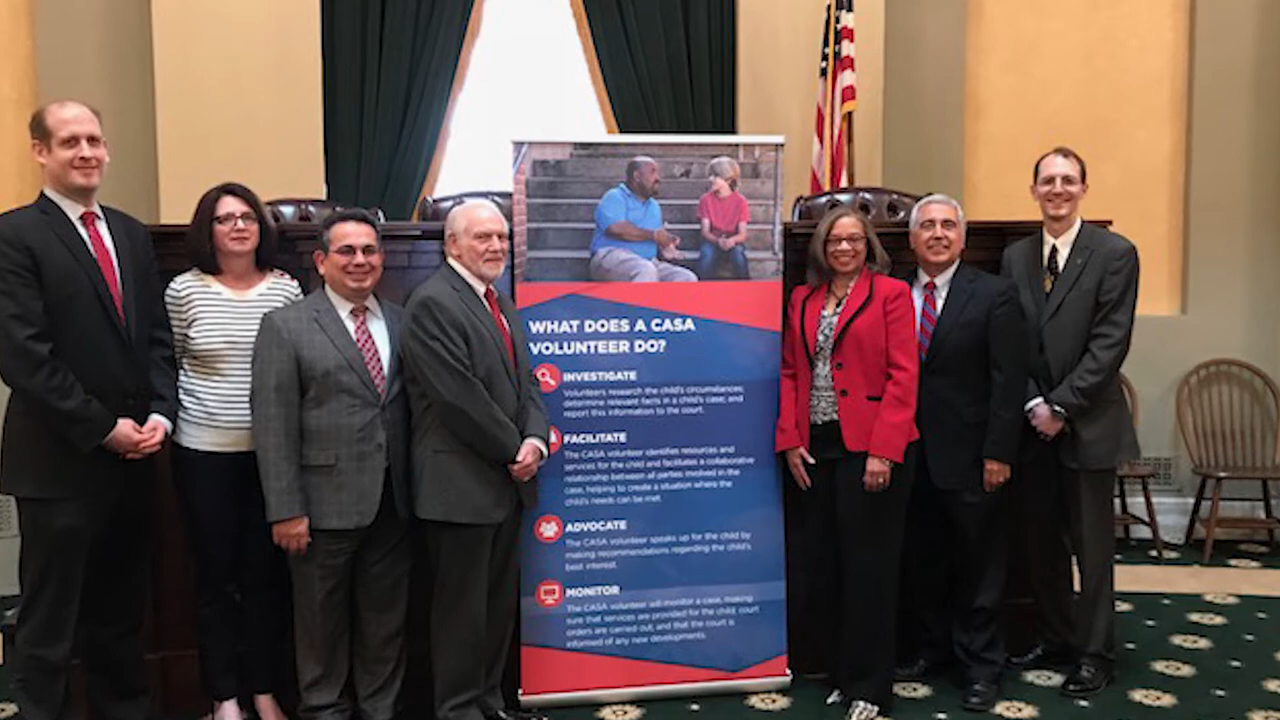 WHAT DOES A CASA
VOLUNTEER DO?
INVESTIGATE
Volunteers research the child's circumstances;
determine relevant facts in a child's case; and
report this information to the court.
FACILITATE
The CASA volunteer identifies resources and
services for the child and facilitates a collaborative
relationship between all parties involved in the
case, helping to create a situation where the
child's needs can be met.
ADVOCATE
The CASA volunteer speaks up for the child by
making recommendations regarding the child's
best interest.
MONITOR
The CASA volunteer will monitor a case, making
sure that services are provided for the child, court
orders are carried out, and that the court is
informed of any new developments.